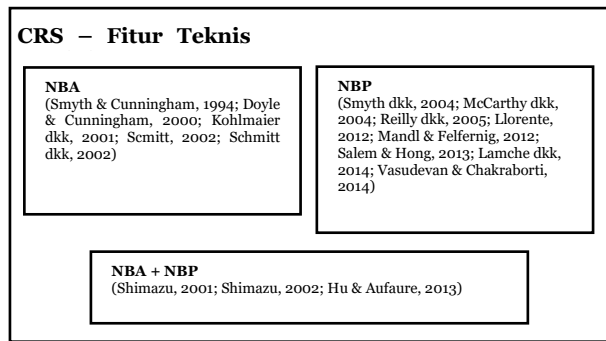 CRS – Fitur Teknis
NBA
(Smyth & Cunningham, 1994; Doyle
& Cunningham, 2000; Kohlmaier
dkk, 2001; Scmitt, 2002; Schmitt
dkk, 2002)
NBP
(Smyth dkk, 2004; McCarthy dkk,
2004; Reilly dkk, 2005; Llorente,
2012; Mandl & Felfernig, 2012;
Salem & Hong, 2013; Lamche dkk,
2014; Vasudevan & Chakraborti,
2014)
NBA + NBP
(Shimazu, 2001; Shimazu, 2002; Hu & Aufaure, 2013)